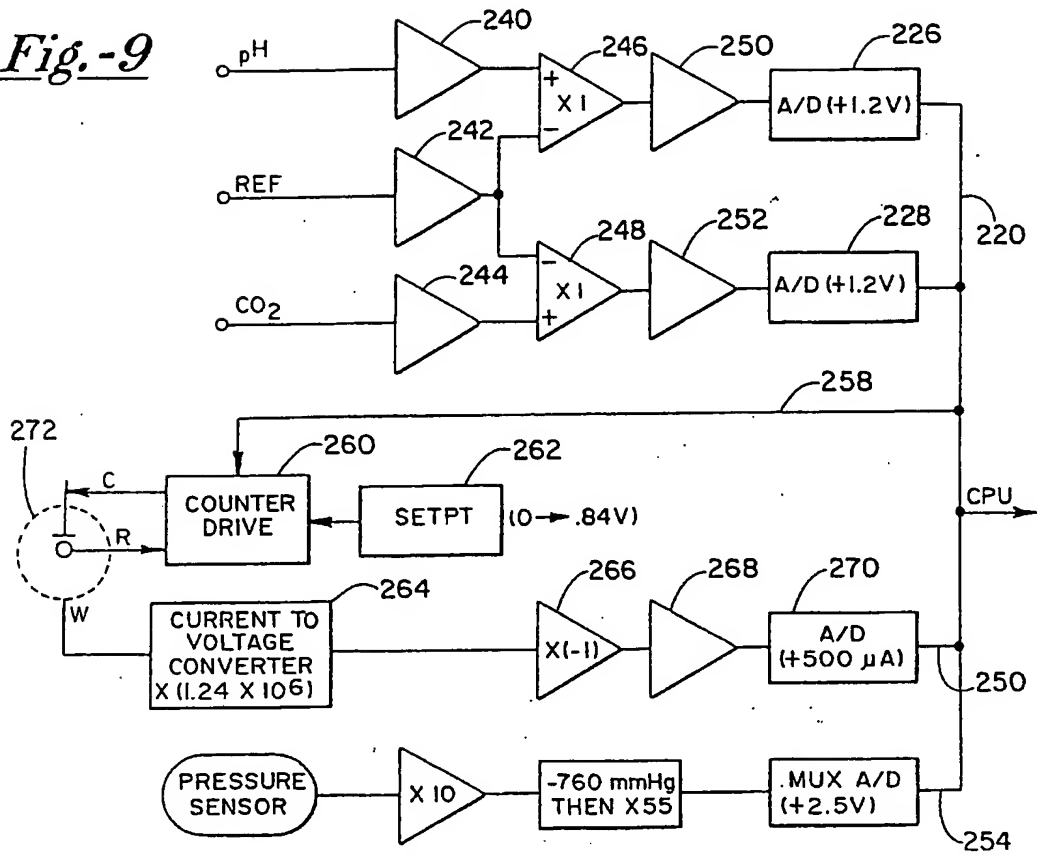 Fig.-9
pH
240
246
250
226
+
X1
−
A/D (+1.2V)
242
REF
220
248
252
228
244
−
X1
+
A/D (+1.2V)
CO2
258
272
260
262
C
COUNTER
DRIVE
SETPT
(0 → .84V)
CPU
R
W
264
266
268
270
CURRENT TO
VOLTAGE
CONVERTER
X (1.24 X 10⁶)
X(-1)
A/D
(+500 μA)
250
PRESSURE
SENSOR
X 10
-760 mmHg
THEN X55
.MUX A/D
(+2.5V)
254